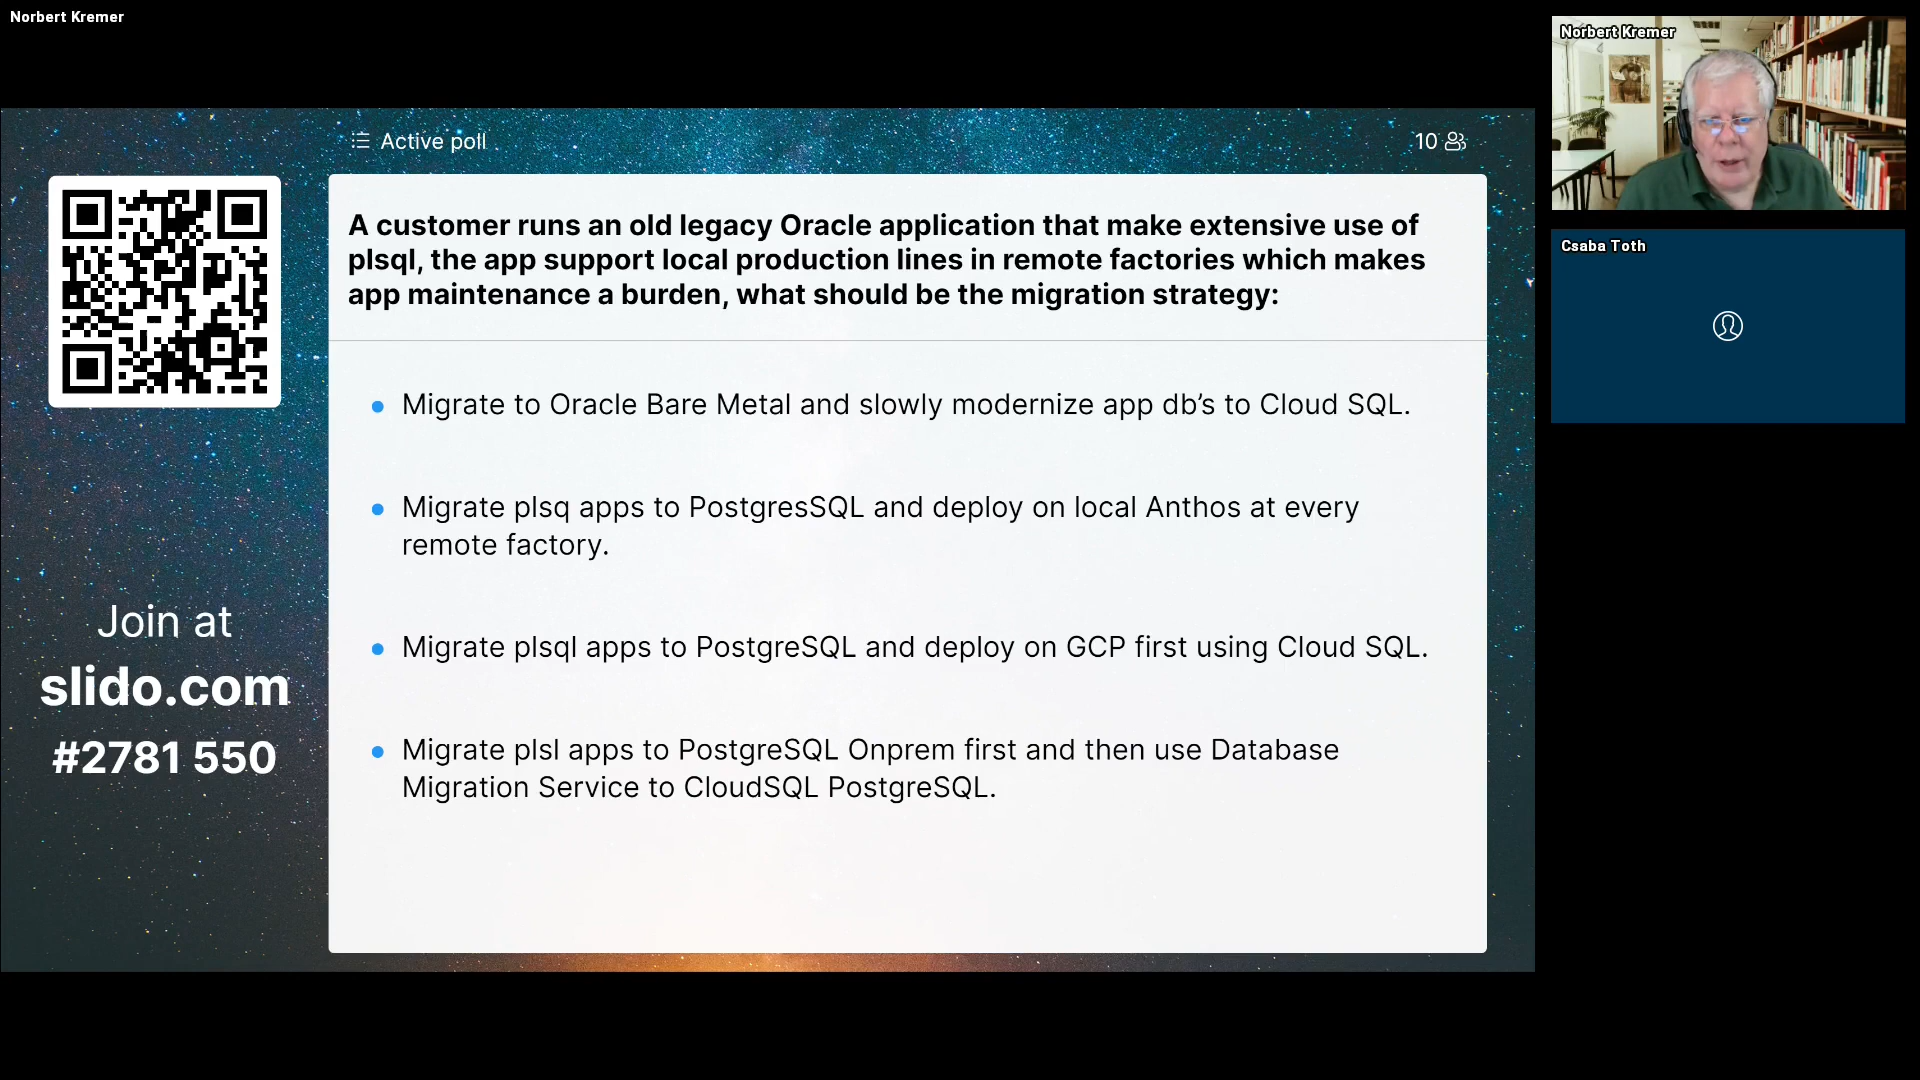 Norbert Kremer
Active poll
10
A customer runs an old legacy Oracle application that make extensive use of
plsql, the app support local production lines in remote factories which makes
app maintenance a burden, what should be the migration strategy:
Migrate to Oracle Bare Metal and slowly modernize app db’s to Cloud SQL.
Migrate plsq apps to PostgresSQL and deploy on local Anthos at every
remote factory.
Migrate plsql apps to PostgreSQL and deploy on GCP first using Cloud SQL.
Migrate plsl apps to PostgreSQL Onprem first and then use Database
Migration Service to CloudSQL PostgreSQL.
Join at
slido.com
#2781 550
Norbert Kremer
Csaba Toth